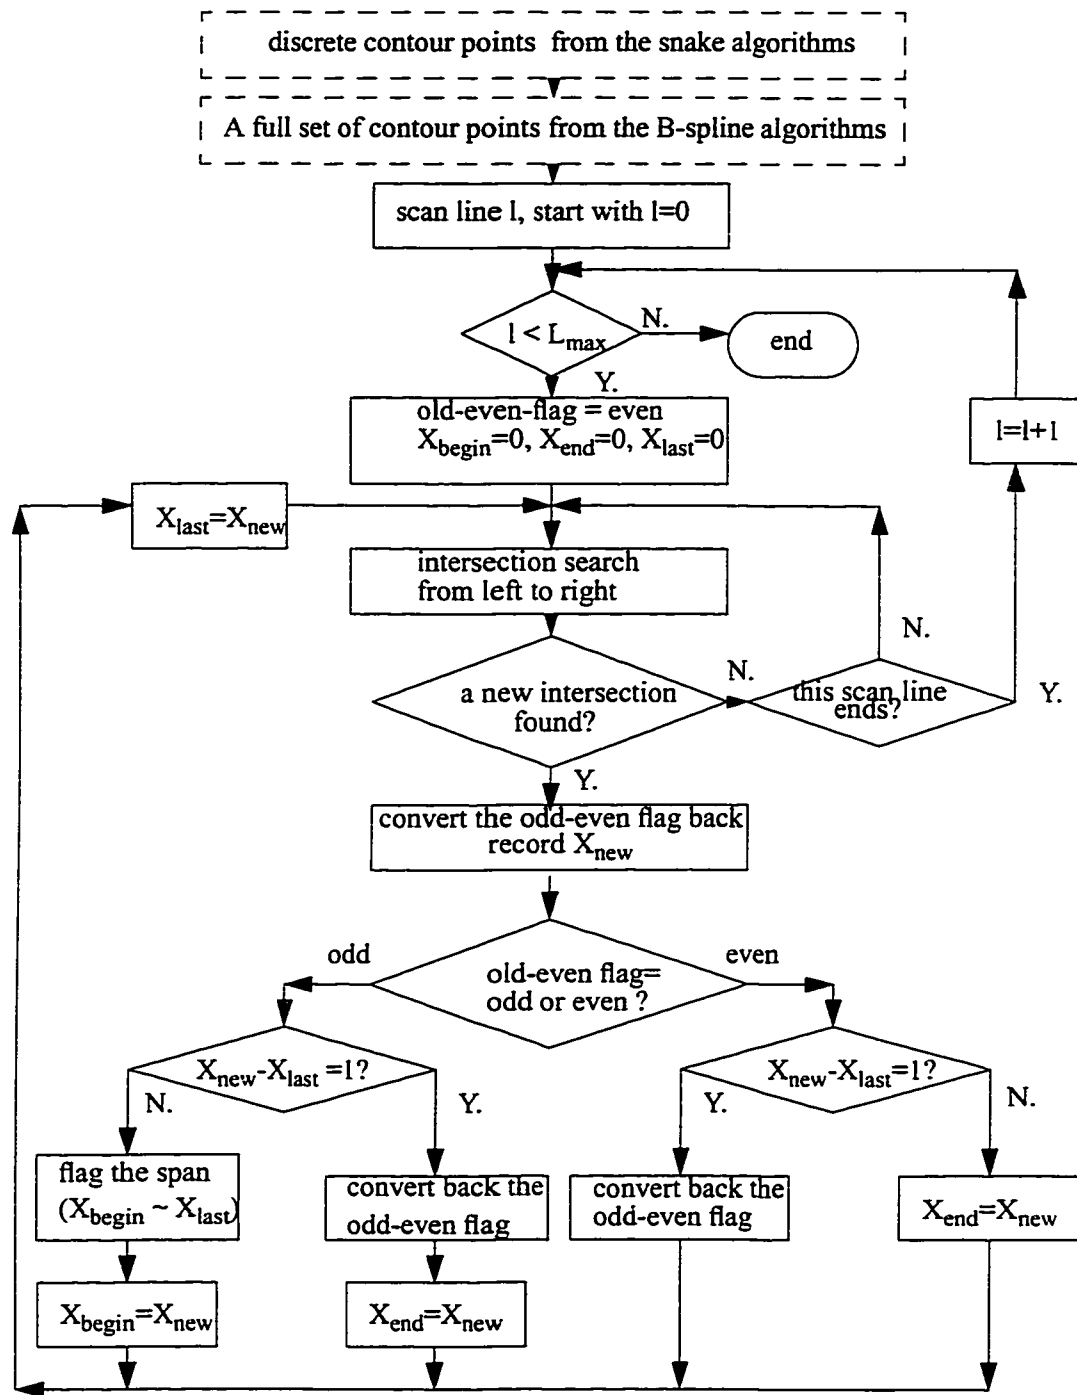 discrete contour points from the snake algorithms
A full set of contour points from the B-spline algorithms
scan line l, start with l=0
l < Lmax
N.
end
Y.
old-even-flag = even
Xbegin=0, Xend=0, Xlast=0
l=l+1
Xlast=Xnew
intersection search
from left to right
N.
a new intersection
found?
N.
this scan line
ends?
Y.
Y.
convert the odd-even flag back
record Xnew
odd
old-even flag=
odd or even ?
even
Xnew-Xlast =1?
N.
Y.
Xnew-Xlast=1?
Y.
N.
flag the span
(Xbegin ~ Xlast)
convert back the
odd-even flag
convert back the
odd-even flag
Xend=Xnew
Xbegin=Xnew
Xend=Xnew